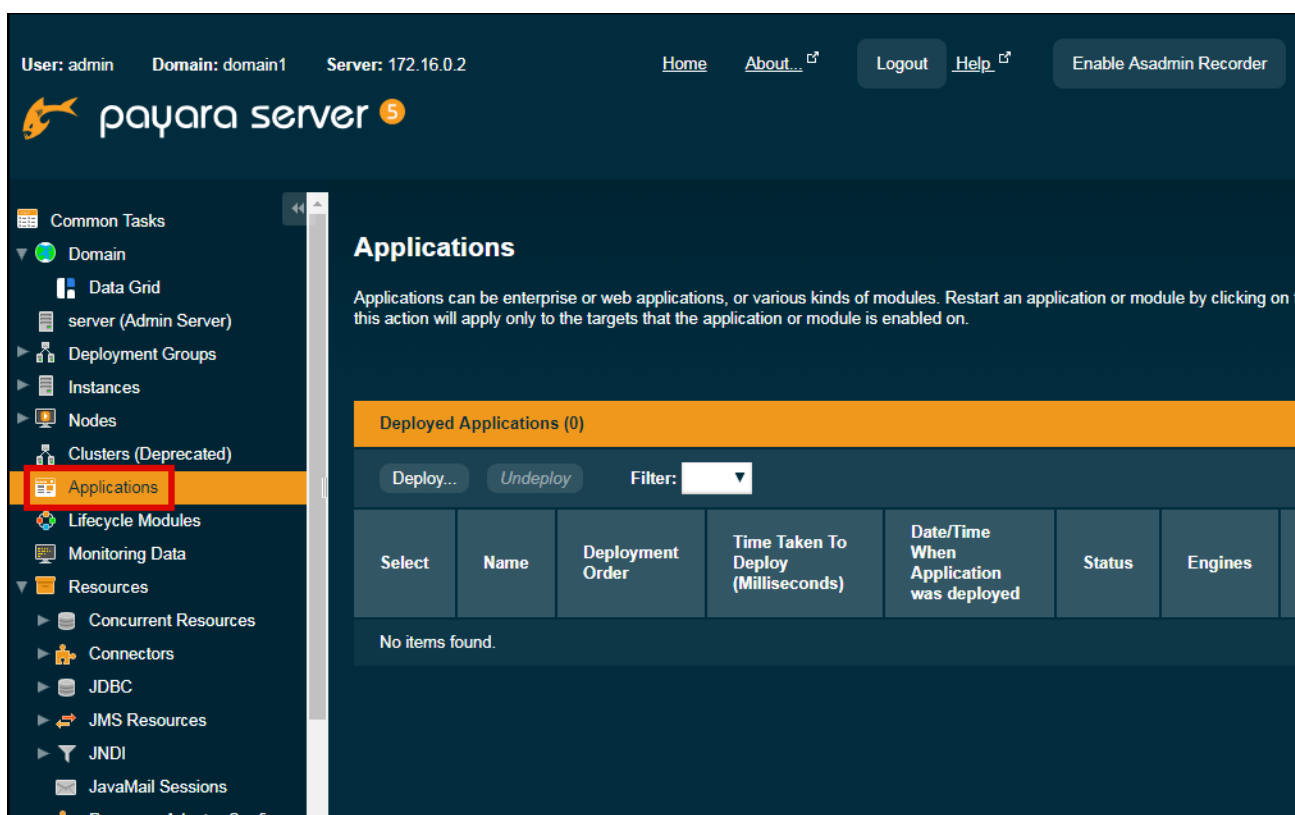 User: admin Domain: domain1 Server: 172.16.0.2 Home About... Logout Help Enable Asadmin Recorder
payara server 5
Common Tasks
Domain
Data Grid
server (Admin Server)
Deployment Groups
Instances
Nodes
Clusters (Deprecated)
Applications
Lifecycle Modules
Monitoring Data
Resources
Concurrent Resources
Connectors
JDBC
JMS Resources
JNDI
JavaMail Sessions
Applications
Applications can be enterprise or web applications, or various kinds of modules. Restart an application or module by clicking on
this action will apply only to the targets that the application or module is enabled on.
Deployed Applications (0)
Deploy... Undeploy Filter:
Select Name Deployment Order Time Taken To Deploy (Milliseconds) Date/Time When Application was deployed Status Engines
No items found.